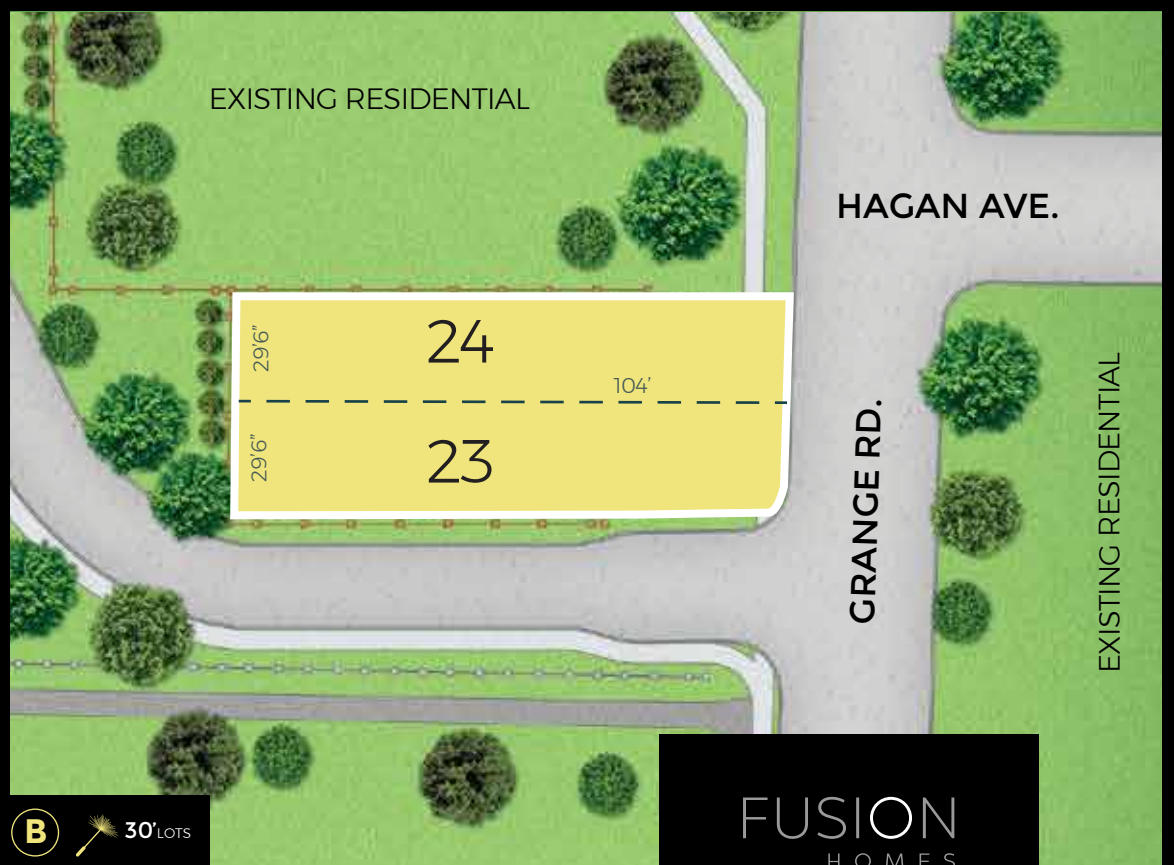 EXISTING RESIDENTIAL
HAGAN AVE.
29'6"
24
104'
29'6"
23
GRANGE RD.
EXISTING RESIDENTIAL
B
30' LOTS
FUSION
HOMES